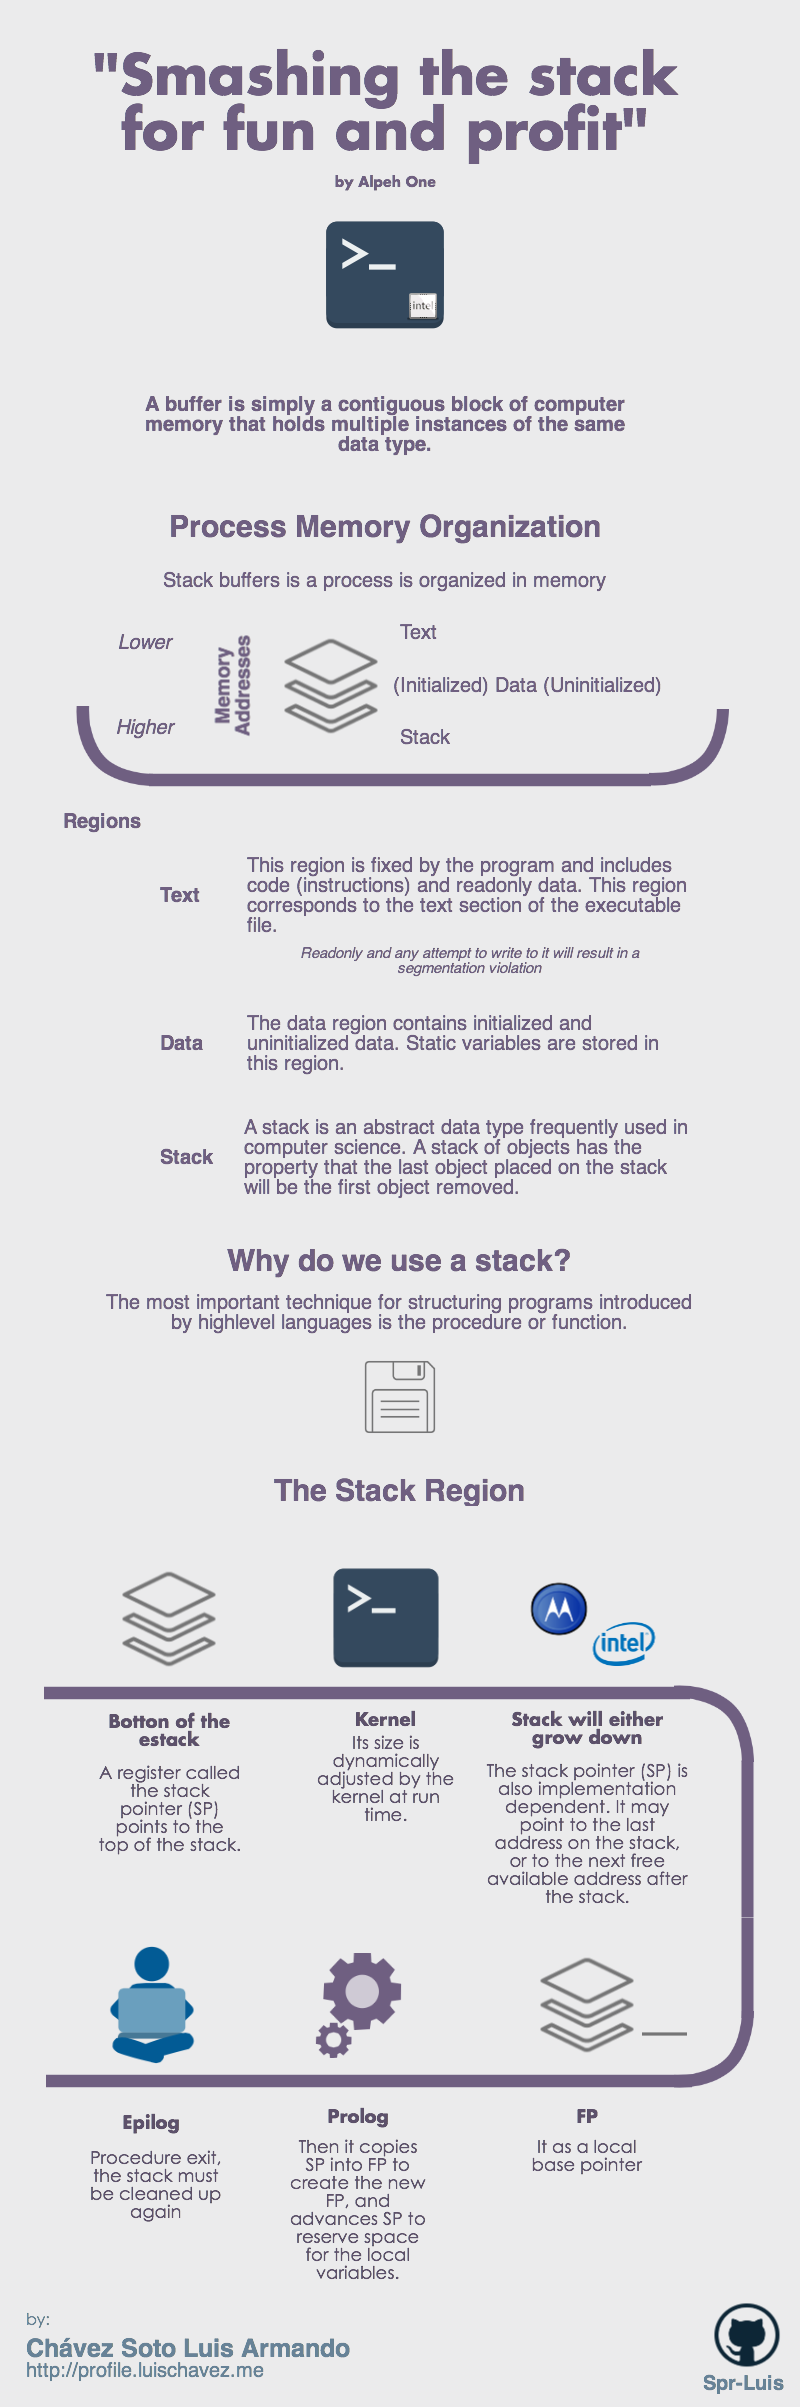 "Smashing the stack
for fun and profit"
by Alpeh One
>_
intel
A buffer is simply a contiguous block of computer
memory that holds multiple instances of the same
data type.
Process Memory Organization
Stack buffers is a process is organized in memory
Lower
Higher
Memory
Addresses
Text
(Initialized) Data (Uninitialized)
Stack
Regions
Text
This region is fixed by the program and includes
code (instructions) and readonly data. This region
corresponds to the text section of the executable
file.
Readonly and any attempt to write to it will result in a
segmentation violation
Data
The data region contains initialized and
uninitialized data. Static variables are stored in
this region.
Stack
A stack is an abstract data type frequently used in
computer science. A stack of objects has the
property that the last object placed on the stack
will be the first object removed.
Why do we use a stack?
The most important technique for structuring programs introduced
by highlevel languages is the procedure or function.
The Stack Region
>_
intel
Botton of the
estack
A register called
the stack
pointer (SP)
points to the
top of the stack.
Kernel
Its size is
dynamically
adjusted by the
kernel at run
time.
Stack will either
grow down
The stack pointer (SP) is
also implementation
dependent. It may
point to the last
address on the stack,
or to the next free
available address after
the stack.
Epilog
Procedure exit,
the stack must
be cleaned up
again
Prolog
Then it copies
SP into FP to
create the new
FP, and
advances SP to
reserve space
for the local
variables.
FP
It as a local
base pointer
by:
Chávez Soto Luis Armando
http://profile.luischavez.me
Spr-Luis